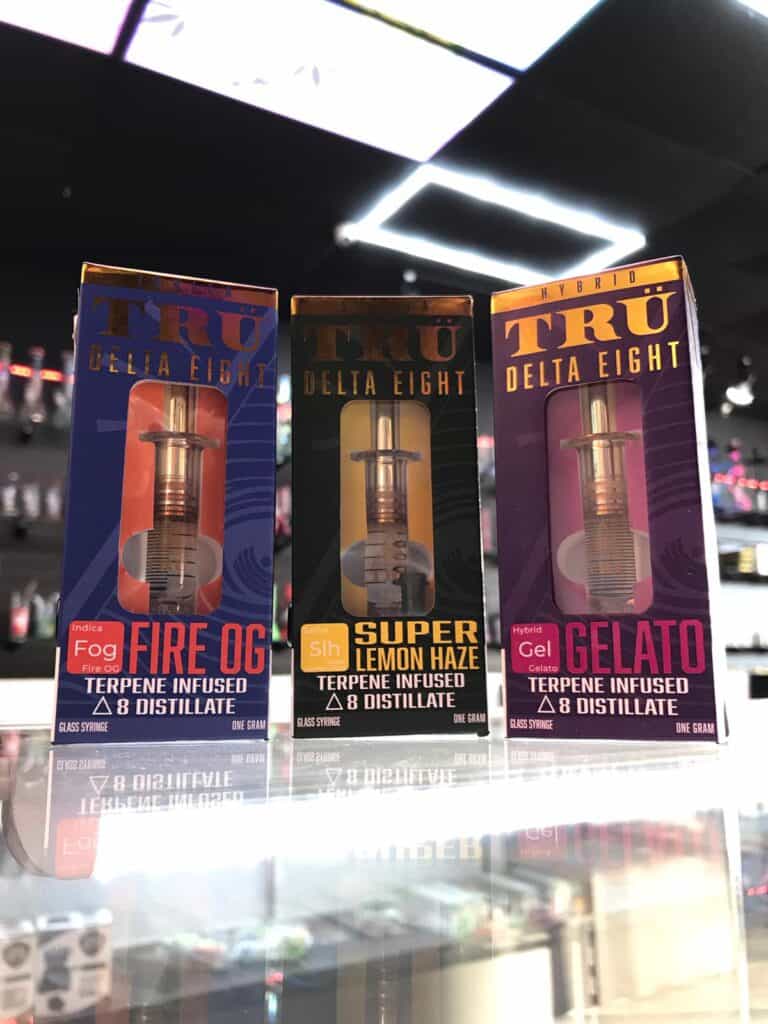 TRÜ
DELTA EIGHT
Indica
Fog
Fire OG
FIRE OG
TERPENE INFUSED
△ 8 DISTILLATE
GLASS SYRINGE
ONE GRAM
TRÜ
DELTA EIGHT
Slh
SUPER
LEMON HAZE
TERPENE INFUSED
△ 8 DISTILLATE
GLASS SYRINGE
ONE GRAM
HYBRID
TRÜ
DELTA EIGHT
Hybrid
Gel
Gelato
GELATO
TERPENE INFUSED
△ 8 DISTILLATE
GLASS SYRINGE
ONE GRAM